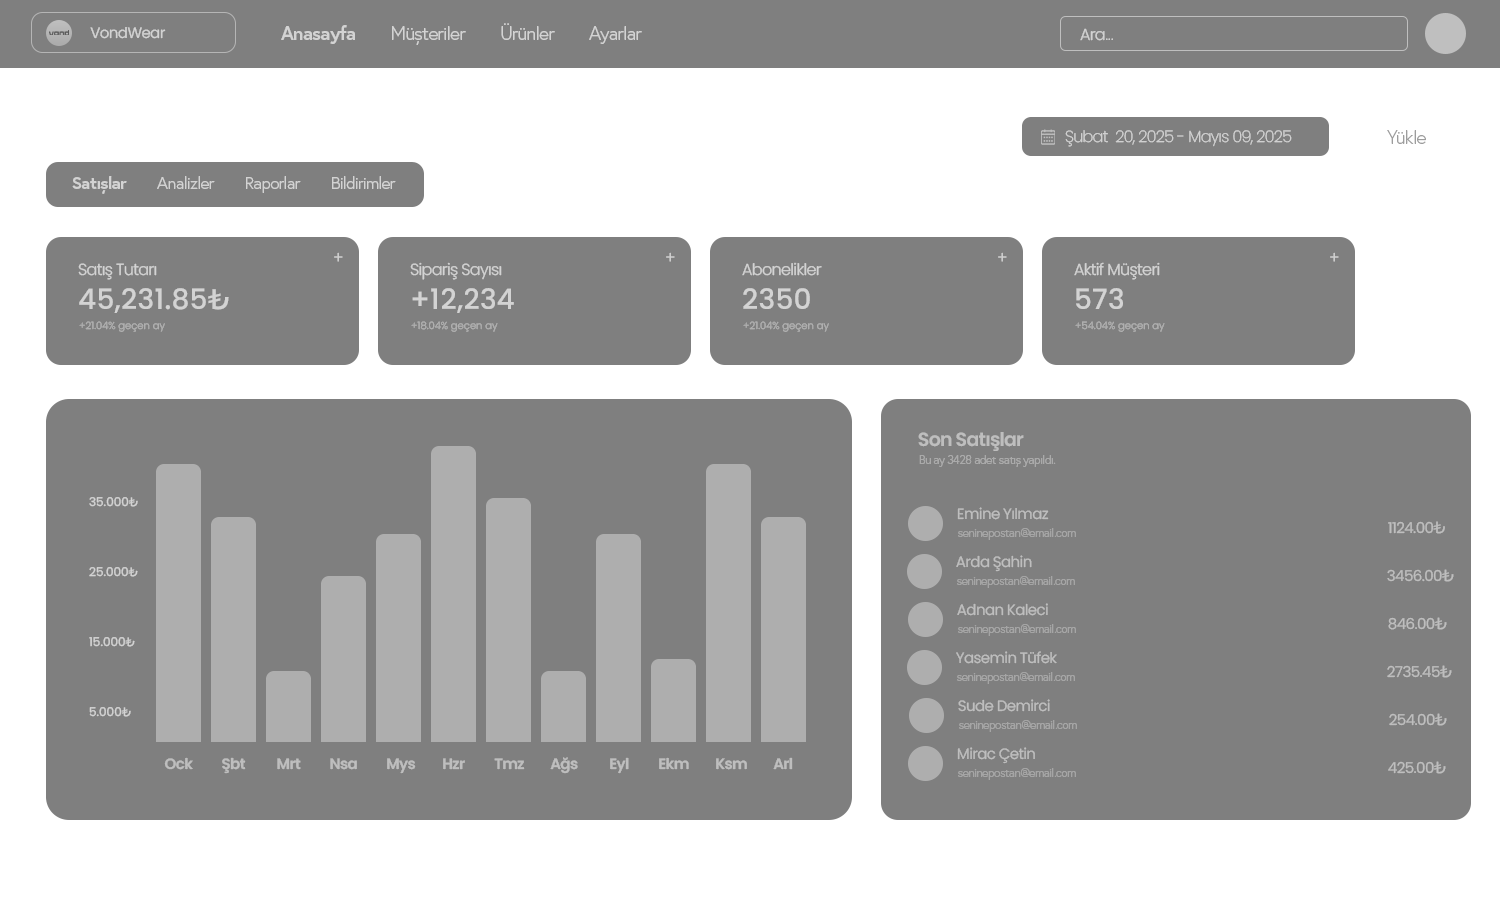 vond VondWear Anasayfa Müşteriler Ürünler Ayarlar Ara...
Şubat 20, 2025 - Mayıs 09, 2025 Yükle
Satışlar Analizler Raporlar Bildirimler
Satış Tutarı +
45,231.85₺
+21.04% geçen ay
Sipariş Sayısı +
+12,234
+18.04% geçen ay
Abonelikler +
2350
+21.04% geçen ay
Aktif Müşteri +
573
+54.04% geçen ay
35.000₺
25.000₺
15.000₺
5.000₺
Ock Şbt Mrt Nsa Mys Hzr Tmz Ağs Eyl Ekm Ksm Arl
Son Satışlar
Bu ay 3428 adet satış yapıldı.
Emine Yılmaz
seninepostan@email.com
1124.00₺
Arda Şahin
seninepostan@email.com
3456.00₺
Adnan Kaleci
seninepostan@email.com
846.00₺
Yasemin Tüfek
seninepostan@email.com
2735.45₺
Sude Demirci
seninepostan@email.com
254.00₺
Mirac Çetin
seninepostan@email.com
425.00₺